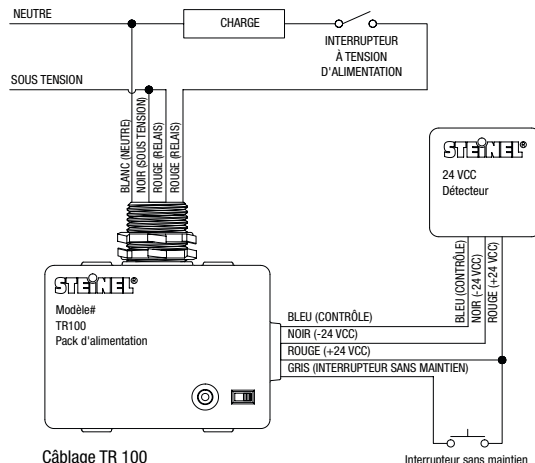 NEUTRE
CHARGE
INTERRUPTEUR
À TENSION
D'ALIMENTATION
SOUS TENSION
BLANC (NEUTRE)
NOIR (SOUS TENSION)
ROUGE (RELAIS)
ROUGE (RELAIS)
STEINEL®
24 VCC
Détecteur
BLEU (CONTRÔLE)
NOIR (-24 VCC)
ROUGE (+24 VCC)
STEINEL®
Modèle#
TR100
Pack d'alimentation
BLEU (CONTRÔLE)
NOIR (-24 VCC)
ROUGE (+24 VCC)
GRIS (INTERRUPTEUR SANS MAINTIEN)
Câblage TR 100
Interrupteur sans maintien